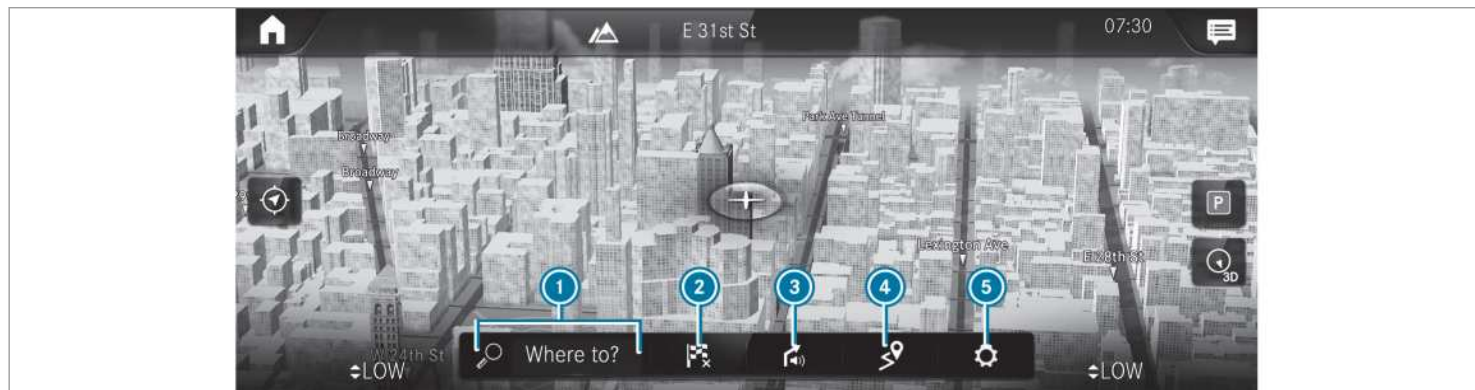 E 31st St
07:30
Broadway
Broadway
Park Ave Tunnel
P
Lexington Ave
E 28th St
3D
1
2
3
4
5
W 24th St
Where to?
LOW
LOW